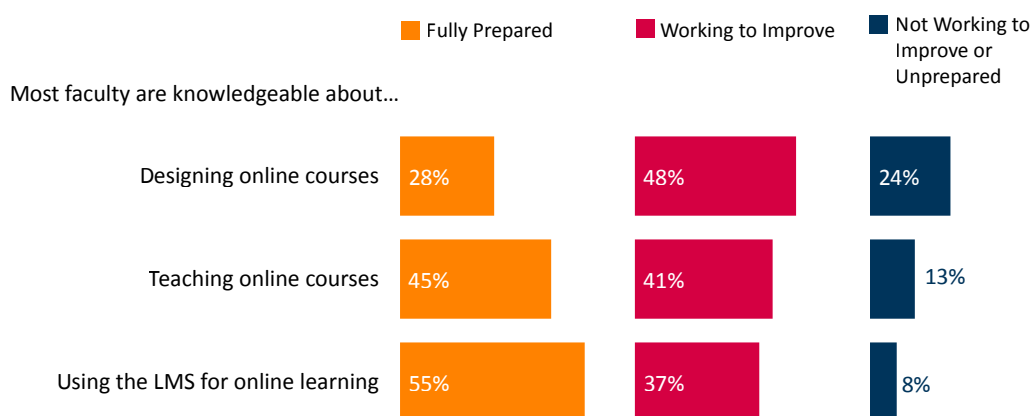 Fully Prepared
Working to Improve
Not Working to
Improve or
Unprepared
Most faculty are knowledgeable about…
Designing online courses
28%
48%
24%
Teaching online courses
45%
41%
13%
Using the LMS for online learning
55%
37%
8%